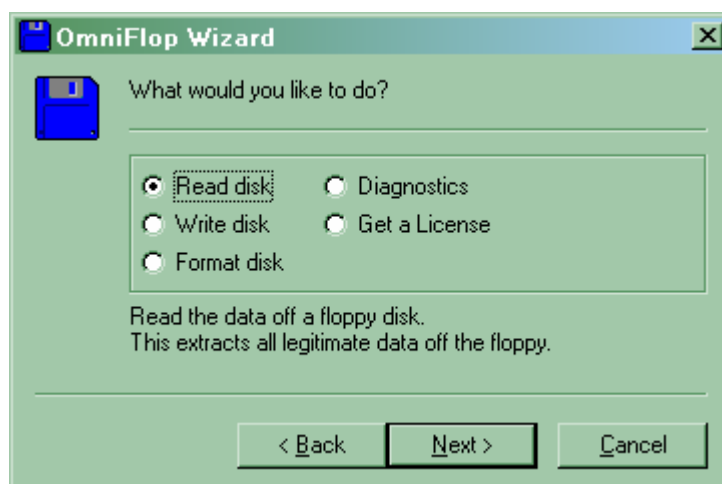 OmniFlop Wizard
What would you like to do?
Read disk
Diagnostics
Write disk
Get a License
Format disk
Read the data off a floppy disk.
This extracts all legitimate data off the floppy.
< Back
Next >
Cancel